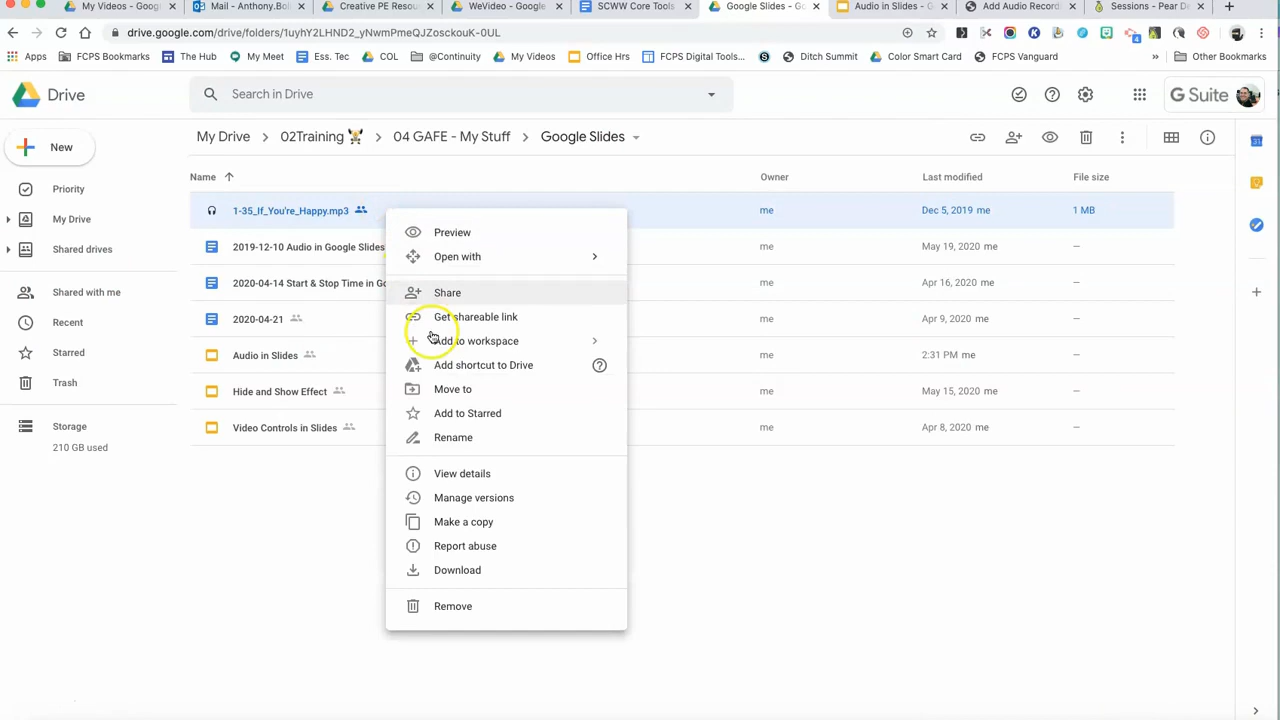 My Videos - Googl
Mail - Anthony.Bol
Creative PE Resou
WeVideo - Google
SCWW Core Tools
Google Slides - Go
Audio in Slides - G
Add Audio Record
Sessions - Pear D
drive.google.com/drive/folders/1uyhY2LHND2_yNwmPmeQJZosckouK-0UL
Apps
FCPS Bookmarks
The Hub
My Meet
Ess. Tec
COL
@Continuity
My Videos
Office Hrs
FCPS Digital Tools...
Ditch Summit
Color Smart Card
FCPS Vanguard
»
Other Bookmarks
Drive
Search in Drive
G Suite
New
My Drive > 02Training > 04 GAFE - My Stuff > Google Slides
Priority
My Drive
Shared drives
Shared with me
Recent
Starred
Trash
Storage
210 GB used
Name
Owner
Last modified
File size
1-35_If_You're_Happy.mp3
me
Dec 5, 2019 me
1 MB
2019-12-10 Audio in Google Slides
me
May 19, 2020 me
—
2020-04-14 Start & Stop Time in Go
me
Apr 16, 2020 me
—
2020-04-21
me
Apr 9, 2020 me
—
Audio in Slides
me
2:31 PM me
—
Hide and Show Effect
me
May 15, 2020 me
—
Video Controls in Slides
me
Apr 8, 2020 me
—
Preview
Open with
Share
Get shareable link
Add to workspace
Add shortcut to Drive
Move to
Add to Starred
Rename
View details
Manage versions
Make a copy
Report abuse
Download
Remove